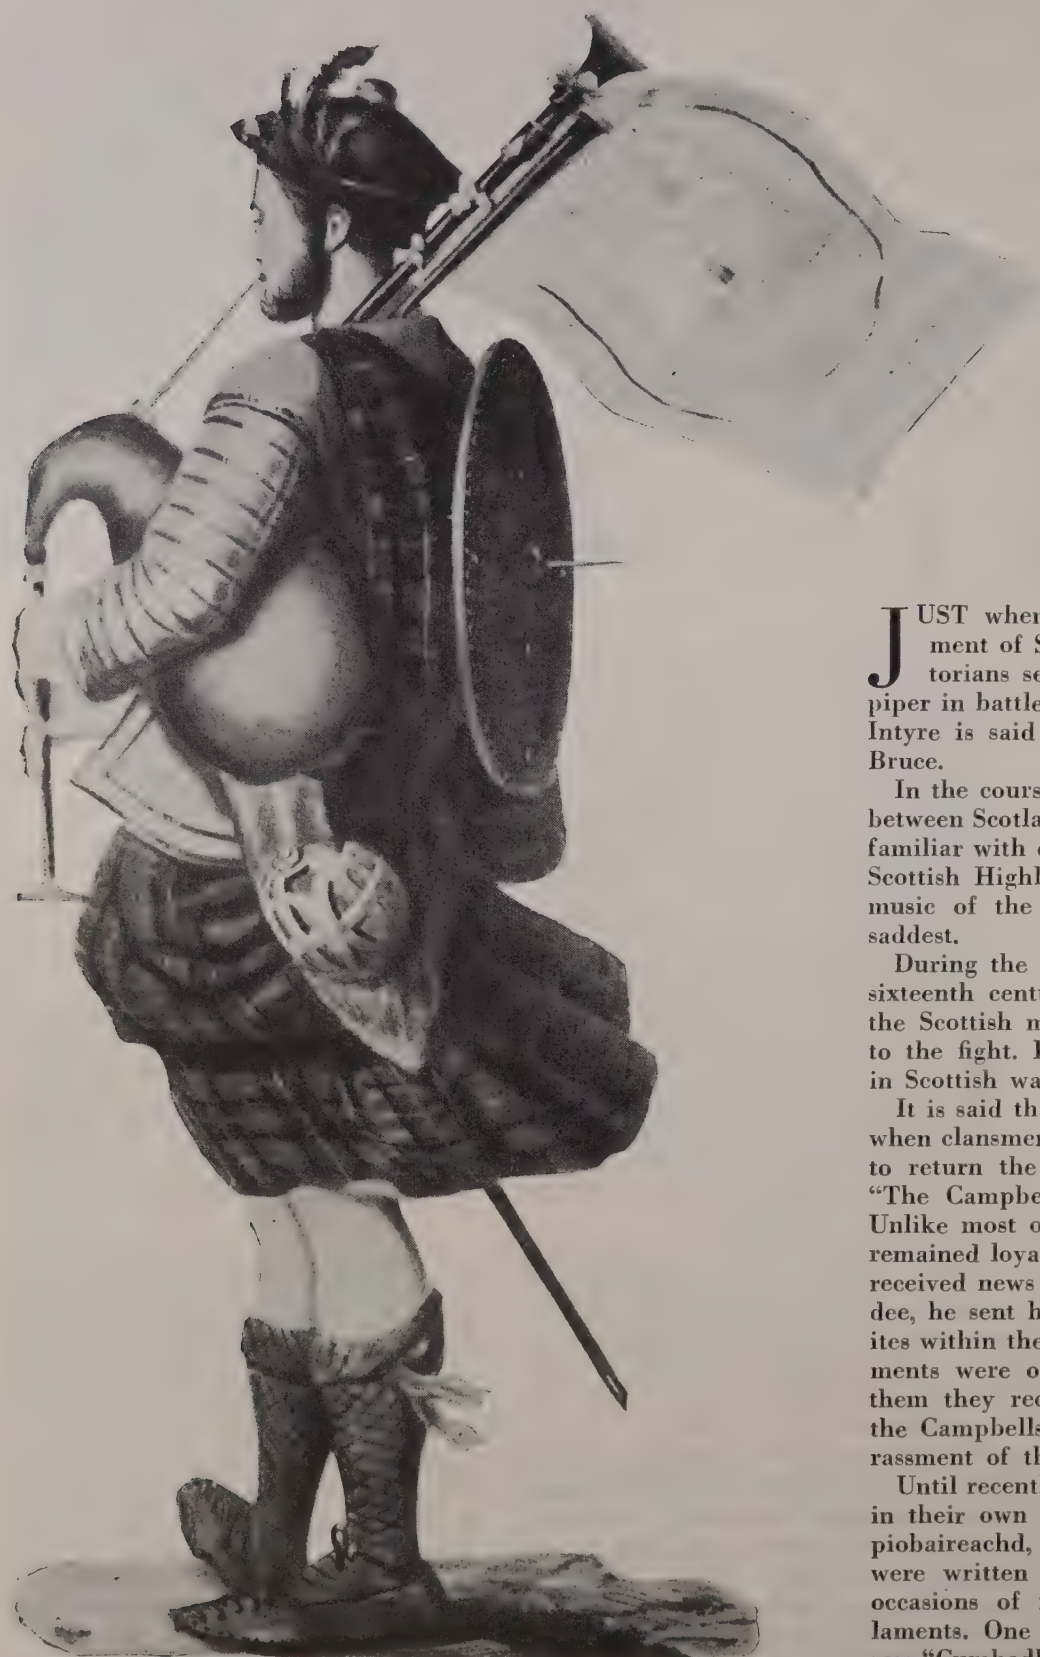 JUST when
ment of S
torians se
piper in battle
Intyre is said
Bruce.
In the cours
between Scotla
familiar with
Scottish Highl
music of the
saddest.
During the
sixteenth cent
the Scottish
to the fight.
in Scottish wa
It is said th
when clansme
to return the
“The Campbe
Unlike most o
remained loya
received news
dee, he sent h
ites within the
ments were o
them they rec
the Campbells
rassment of th
Until recent
in their own
piobaireachd,
were written
occasions of
laments. One